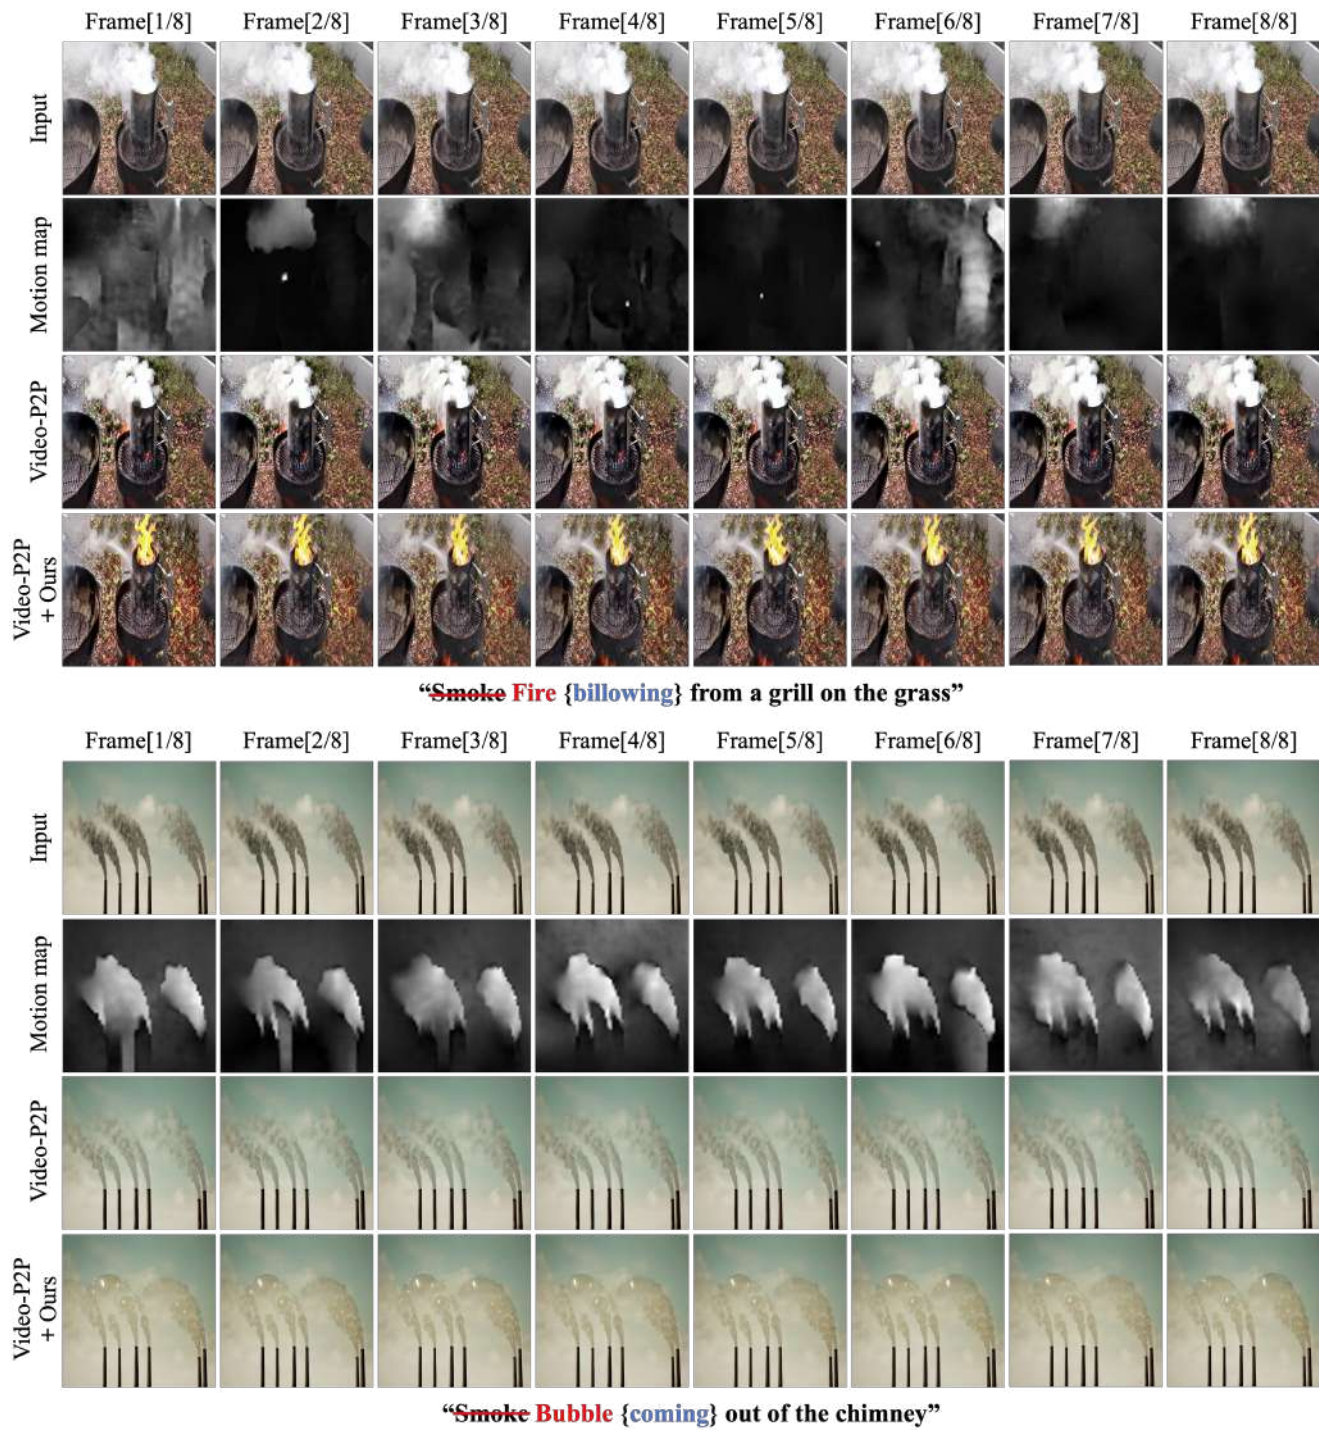 Frame[1/8] Frame[2/8] Frame[3/8] Frame[4/8] Frame[5/8] Frame[6/8] Frame[7/8] Frame[8/8]
Input
Motion map
Video-P2P
Video-P2P
+ Ours
“Smoke Fire {billowing} from a grill on the grass”
Frame[1/8] Frame[2/8] Frame[3/8] Frame[4/8] Frame[5/8] Frame[6/8] Frame[7/8] Frame[8/8]
Input
Motion map
Video-P2P
Video-P2P
+ Ours
“Smoke Bubble {coming} out of the chimney”